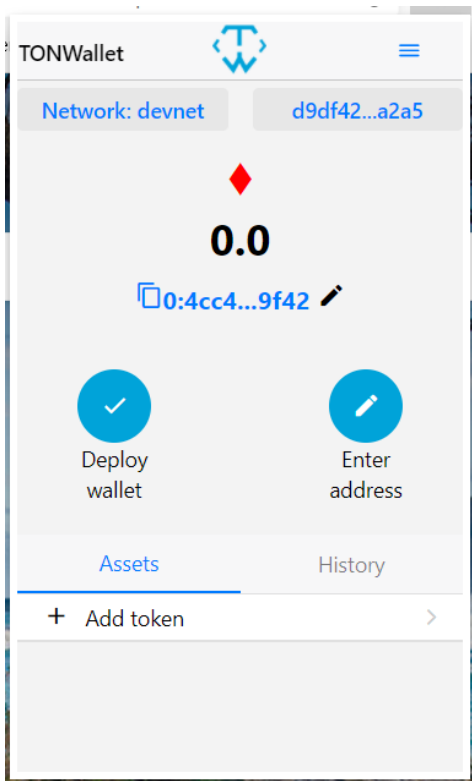 TONWallet
Network: devnet
d9df42...a2a5
0.0
0:4cc4...9f42
Deploy
wallet
Enter
address
Assets
History
+ Add token